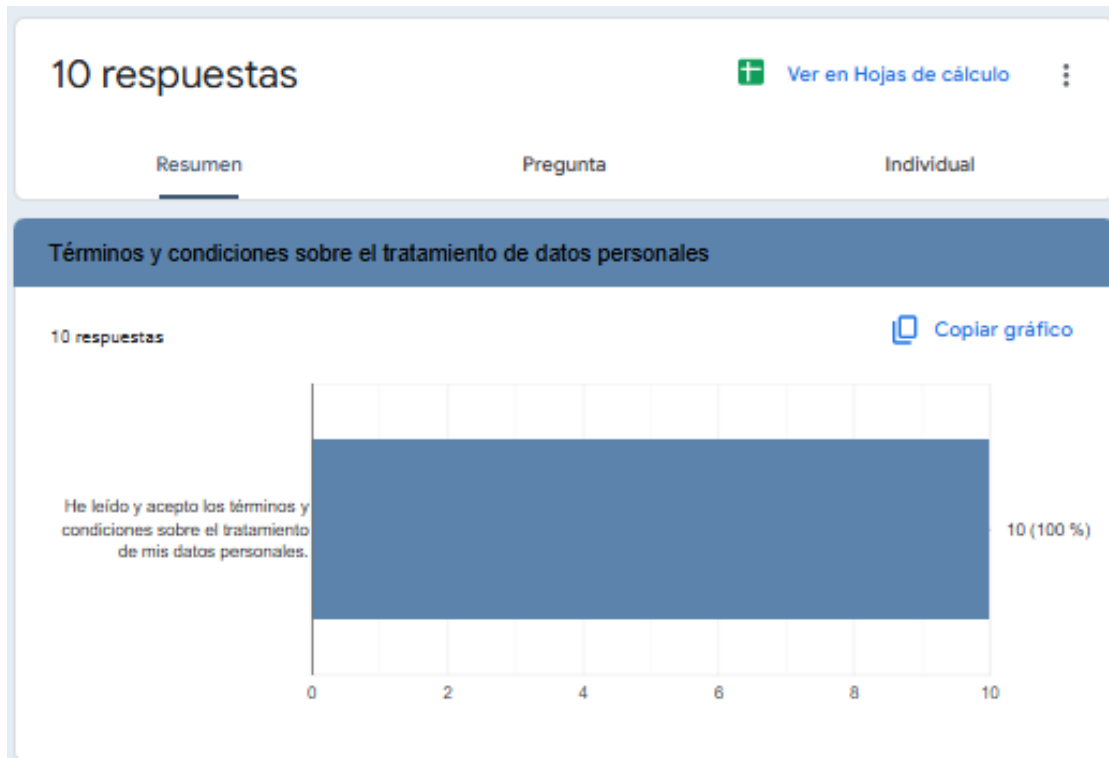 10 respuestas
Ver en Hojas de cálculo
Resumen
Pregunta
Individual
Términos y condiciones sobre el tratamiento de datos personales
10 respuestas
Copiar gráfico
He leído y acepto los términos y
condiciones sobre el tratamiento
de mis datos personales.
10 (100 %)
0 2 4 6 8 10